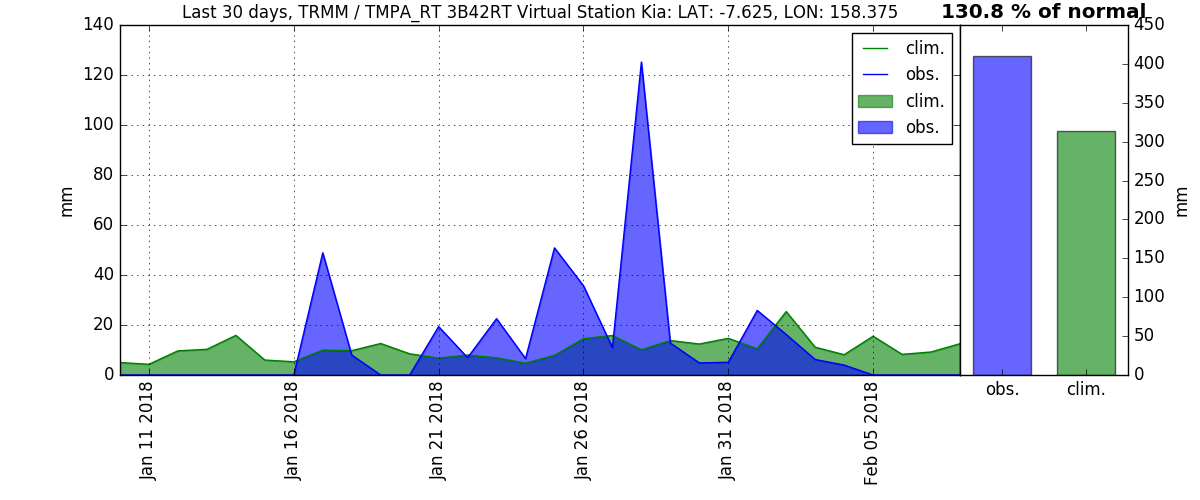 Last 30 days, TRMM / TMPA_RT 3B42RT Virtual Station Kia: LAT: -7.625, LON: 158.375
130.8 % of normal
140
120
100
80
60
40
20
0
mm
Jan 11 2018
Jan 16 2018
Jan 21 2018
Jan 26 2018
Jan 31 2018
Feb 05 2018
clim.
obs.
clim.
obs.
450
400
350
300
250
200
150
100
50
0
mm
obs.
clim.